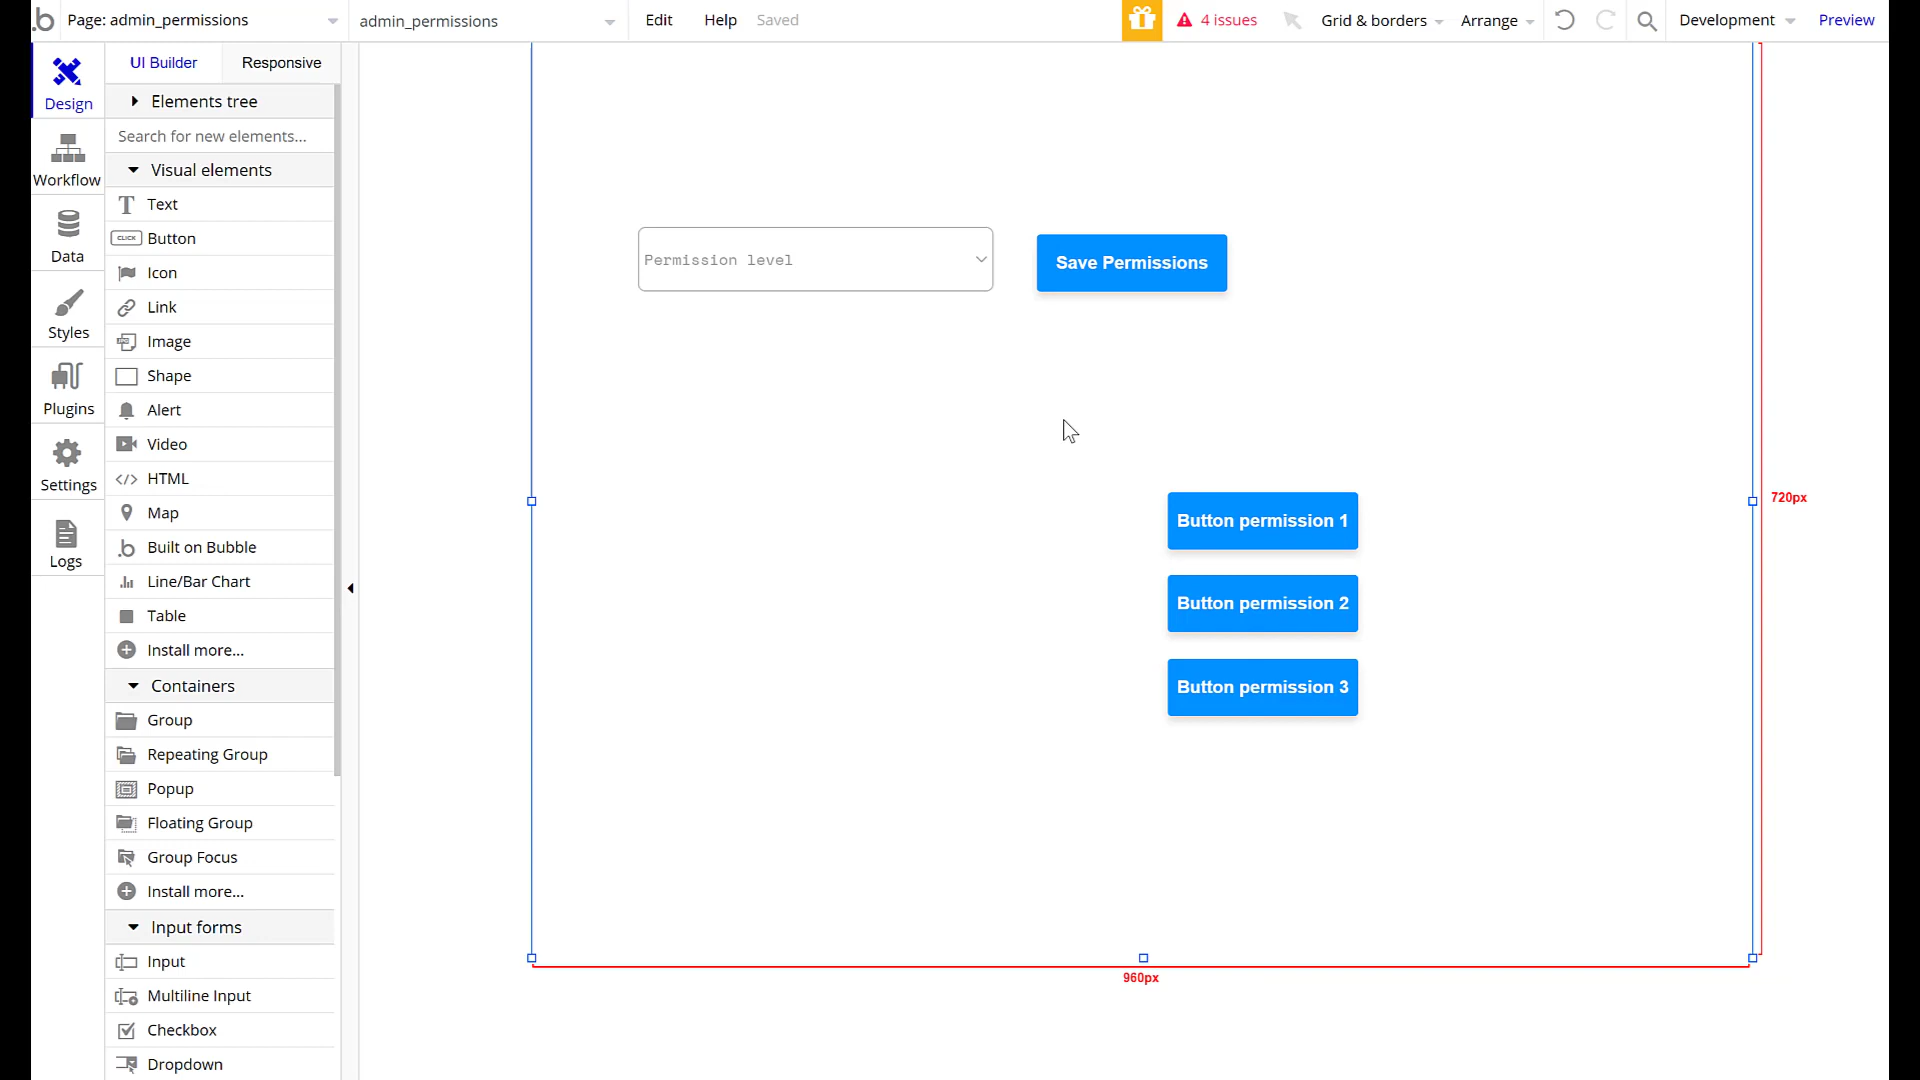 Page: admin_permissions
admin_permissions
Edit
Help
Saved
4 issues
Grid & borders
Arrange
Development
Preview
Design
Workflow
Data
Styles
Plugins
Settings
Logs
UI Builder
Responsive
Elements tree
Search for new elements...
Visual elements
Text
CLICK
Button
Icon
Link
Image
Shape
Alert
Video
HTML
Map
Built on Bubble
Line/Bar Chart
Table
Install more...
Containers
Group
Repeating Group
Popup
Floating Group
Group Focus
Install more...
Input forms
Input
Multiline Input
Checkbox
Dropdown
Permission level
Save Permissions
Button permission 1
Button permission 2
Button permission 3
720px
960px